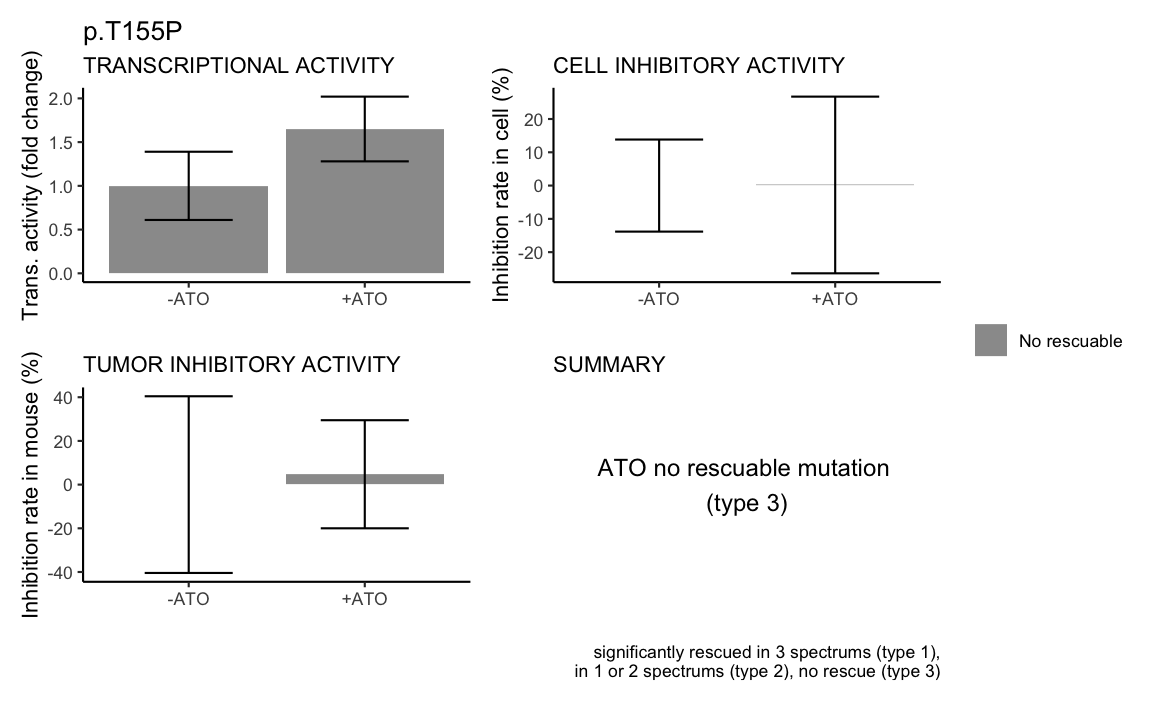 p.T155P
TRANSCRIPTIONAL ACTIVITY
Trans. activity (fold change)
2.0
1.5
1.0
0.5
0.0
-ATO
+ATO
CELL INHIBITORY ACTIVITY
Inhibition rate in cell (%)
20
10
0
-10
-20
-ATO
+ATO
No rescuable
TUMOR INHIBITORY ACTIVITY
Inhibition rate in mouse (%)
40
20
0
-20
-40
-ATO
+ATO
SUMMARY
ATO no rescuable mutation
(type 3)
significantly rescued in 3 spectrums (type 1),
in 1 or 2 spectrums (type 2), no rescue (type 3)